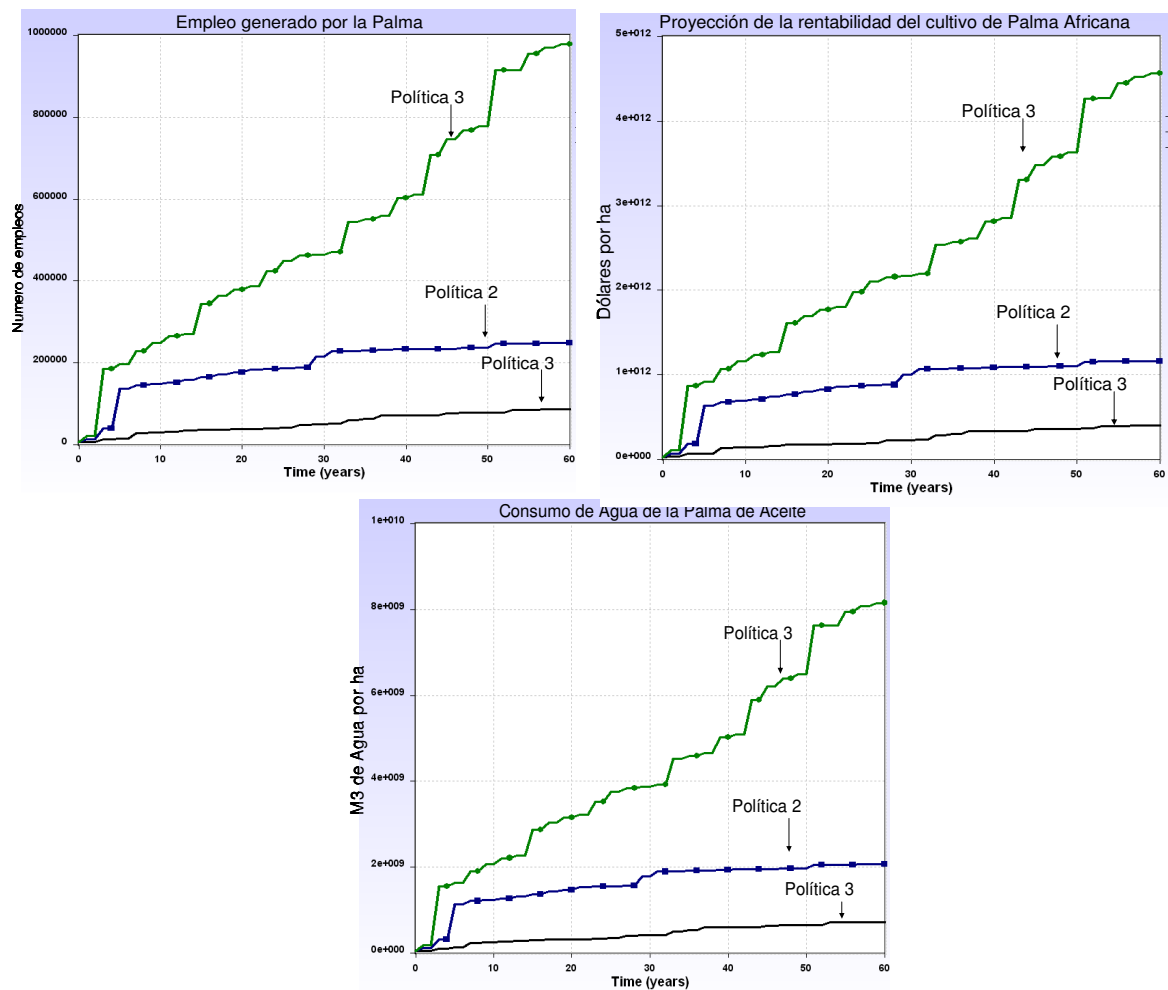 Empleo generado por la Palma
1000000
800000
600000
400000
200000
0
Numero de empleos
Política 3
Política 2
Política 3
0 10 20 30 40 50 60
Time (years)
Proyección de la rentabilidad del cultivo de Palma Africana
5e+012
4e+012
3e+012
2e+012
1e+012
0e+000
Dólares por ha
Política 3
Política 2
Política 3
0 10 20 30 40 50 60
Time (years)
Consumo de Agua de la Palma de Aceite
1e+010
8e+009
6e+009
4e+009
2e+009
0e+000
M3 de Agua por ha
Política 3
Política 2
Política 3
0 10 20 30 40 50 60
Time (years)